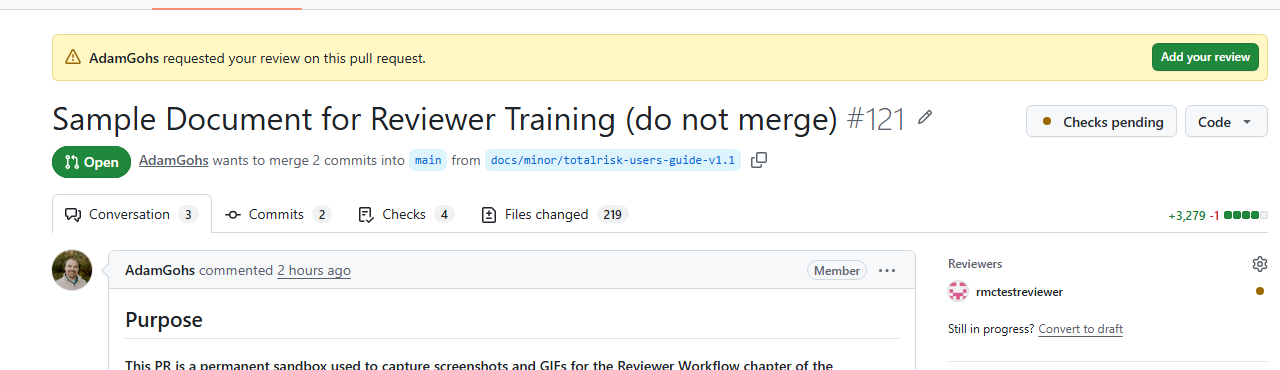 AdamGohs requested your review on this pull request.
Add your review
Sample Document for Reviewer Training (do not merge) #121
Checks pending
Code
Open
AdamGohs wants to merge 2 commits into main from docs/minor/totalrisk-users-guide-v1.1
Conversation 3
Commits 2
Checks 4
Files changed 219
+3,279 -1
AdamGohs commented 2 hours ago
Member
Reviewers
rmctestreviewer
Still in progress? Convert to draft
Purpose
This PR is a permanent sandbox used to capture screenshots and GIFs for the Reviewer Workflow chapter of the